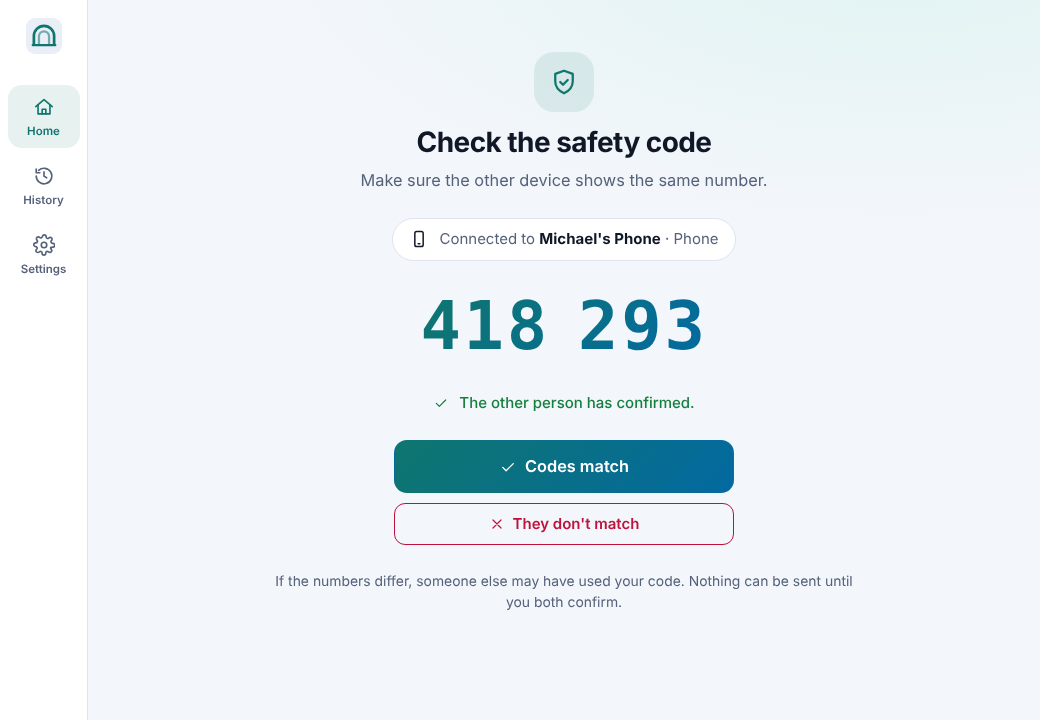 Home
History
Settings
Check the safety code
Make sure the other device shows the same number.
Connected to Michael's Phone · Phone
418 293
The other person has confirmed.
Codes match
They don't match
If the numbers differ, someone else may have used your code. Nothing can be sent until
you both confirm.